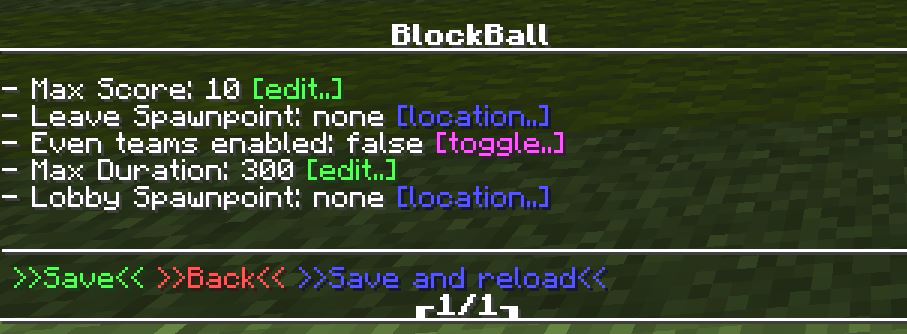 BlockBall
- Max Score: 10 [edit..]
- Leave Spawnpoint: none [location..]
- Even teams enabled: false [toggle..]
- Max Duration: 300 [edit..]
- Lobby Spawnpoint: none [location..]
>>Save<< >>Back<< >>Save and reload<<
┏1/1┓